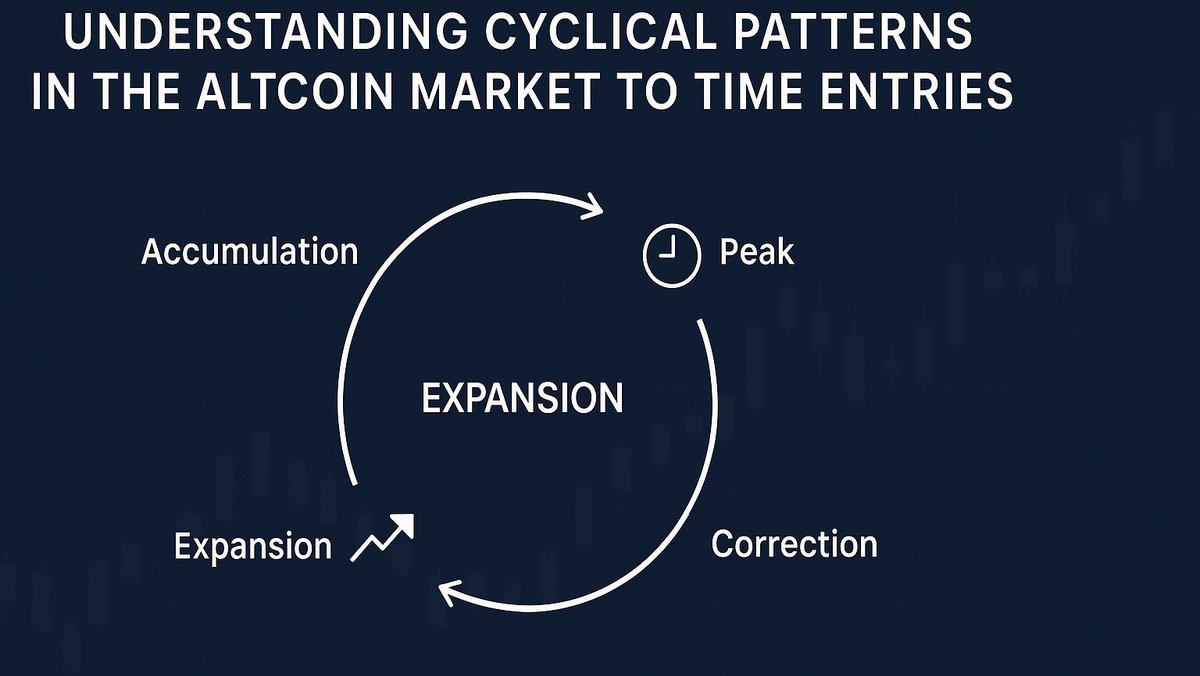 UNDERSTANDING CYCLICAL PATTERNS
IN THE ALTCOIN MARKET TO TIME ENTRIES
Accumulation
Peak
EXPANSION
Expansion
Correction